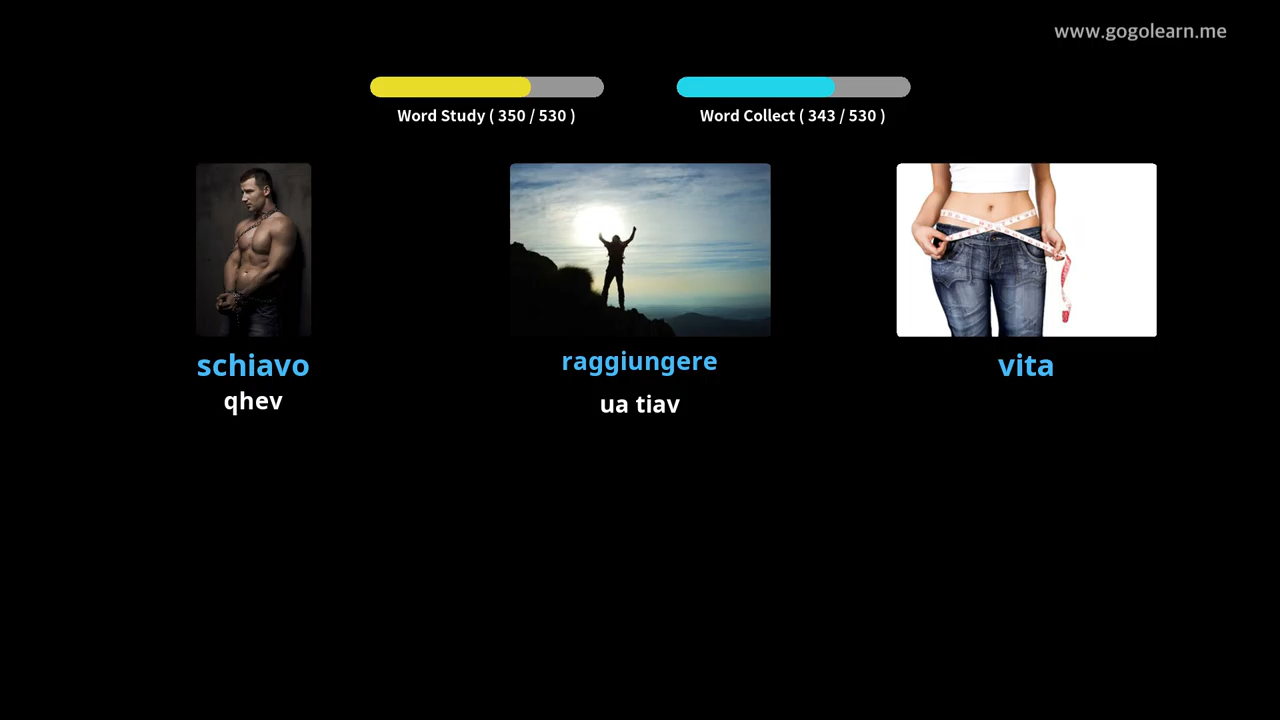 www.gogolearn.me
Word Study ( 350 / 530 )
Word Collect ( 343 / 530 )
schiavo
raggiungere
vita
qhev
ua tiav